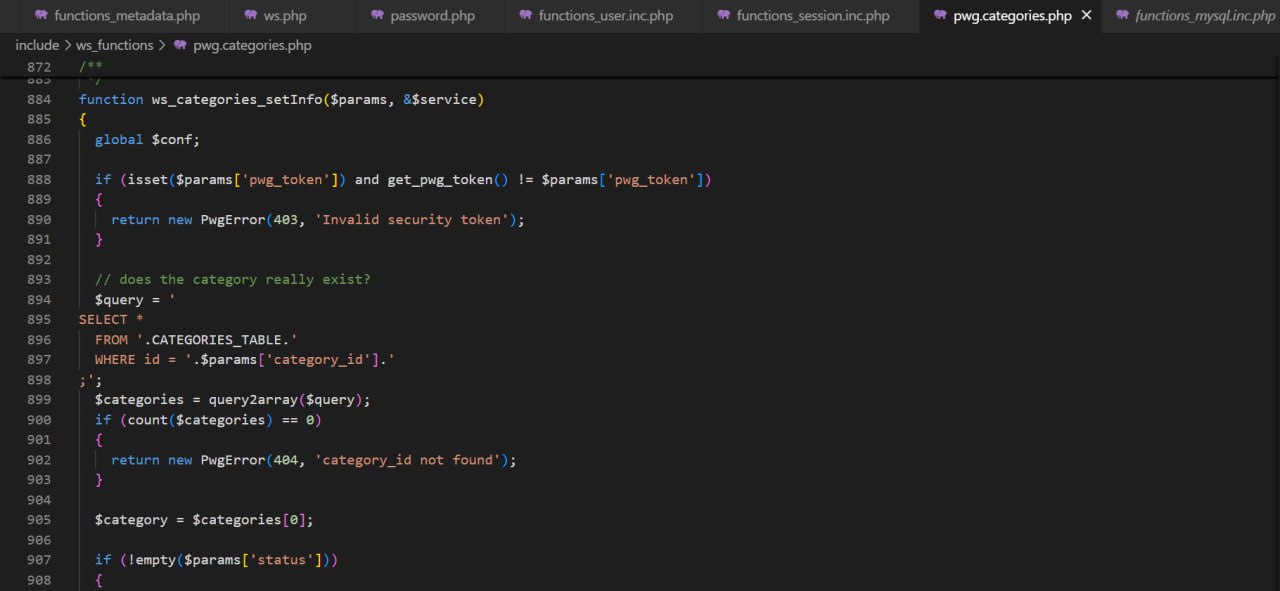 functions_metadata.php ws.php password.php functions_user.inc.php functions_session.inc.php pwg.categories.php × functions_mysql.inc.php
include > ws_functions > pwg.categories.php
872 /**
883 */
884 function ws_categories_setInfo($params, &$service)
885 {
886 global $conf;
887
888 if (isset($params['pwg_token']) and get_pwg_token() != $params['pwg_token'])
889 {
890 return new PwgError(403, 'Invalid security token');
891 }
892
893 // does the category really exist?
894 $query = '
895 SELECT *
896 FROM '.CATEGORIES_TABLE.'
897 WHERE id = '.$params['category_id'].'
898 ;';
899 $categories = query2array($query);
900 if (count($categories) == 0)
901 {
902 return new PwgError(404, 'category_id not found');
903 }
904
905 $category = $categories[0];
906
907 if (!empty($params['status']))
908 {